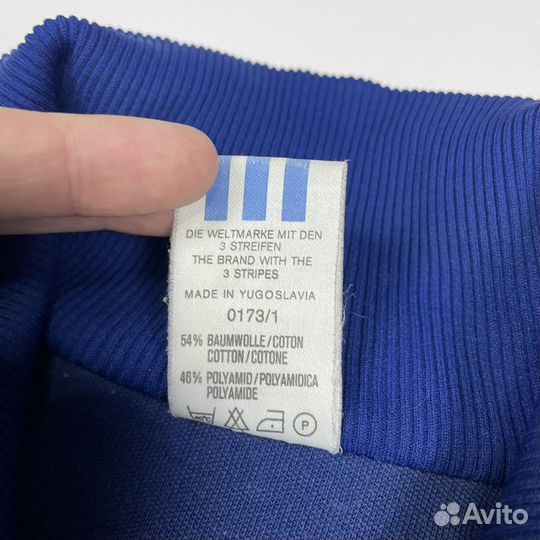 DIE WELTMARKE MIT DEN
3 STREIFEN
THE BRAND WITH THE
3 STRIPES
MADE IN YUGOSLAVIA
0173/1
54% BAUMWOLLE/COTON
COTTON/COTONE
46% POLYAMID/POLYAMIDICA
POLYAMIDE
40°C P
Avito